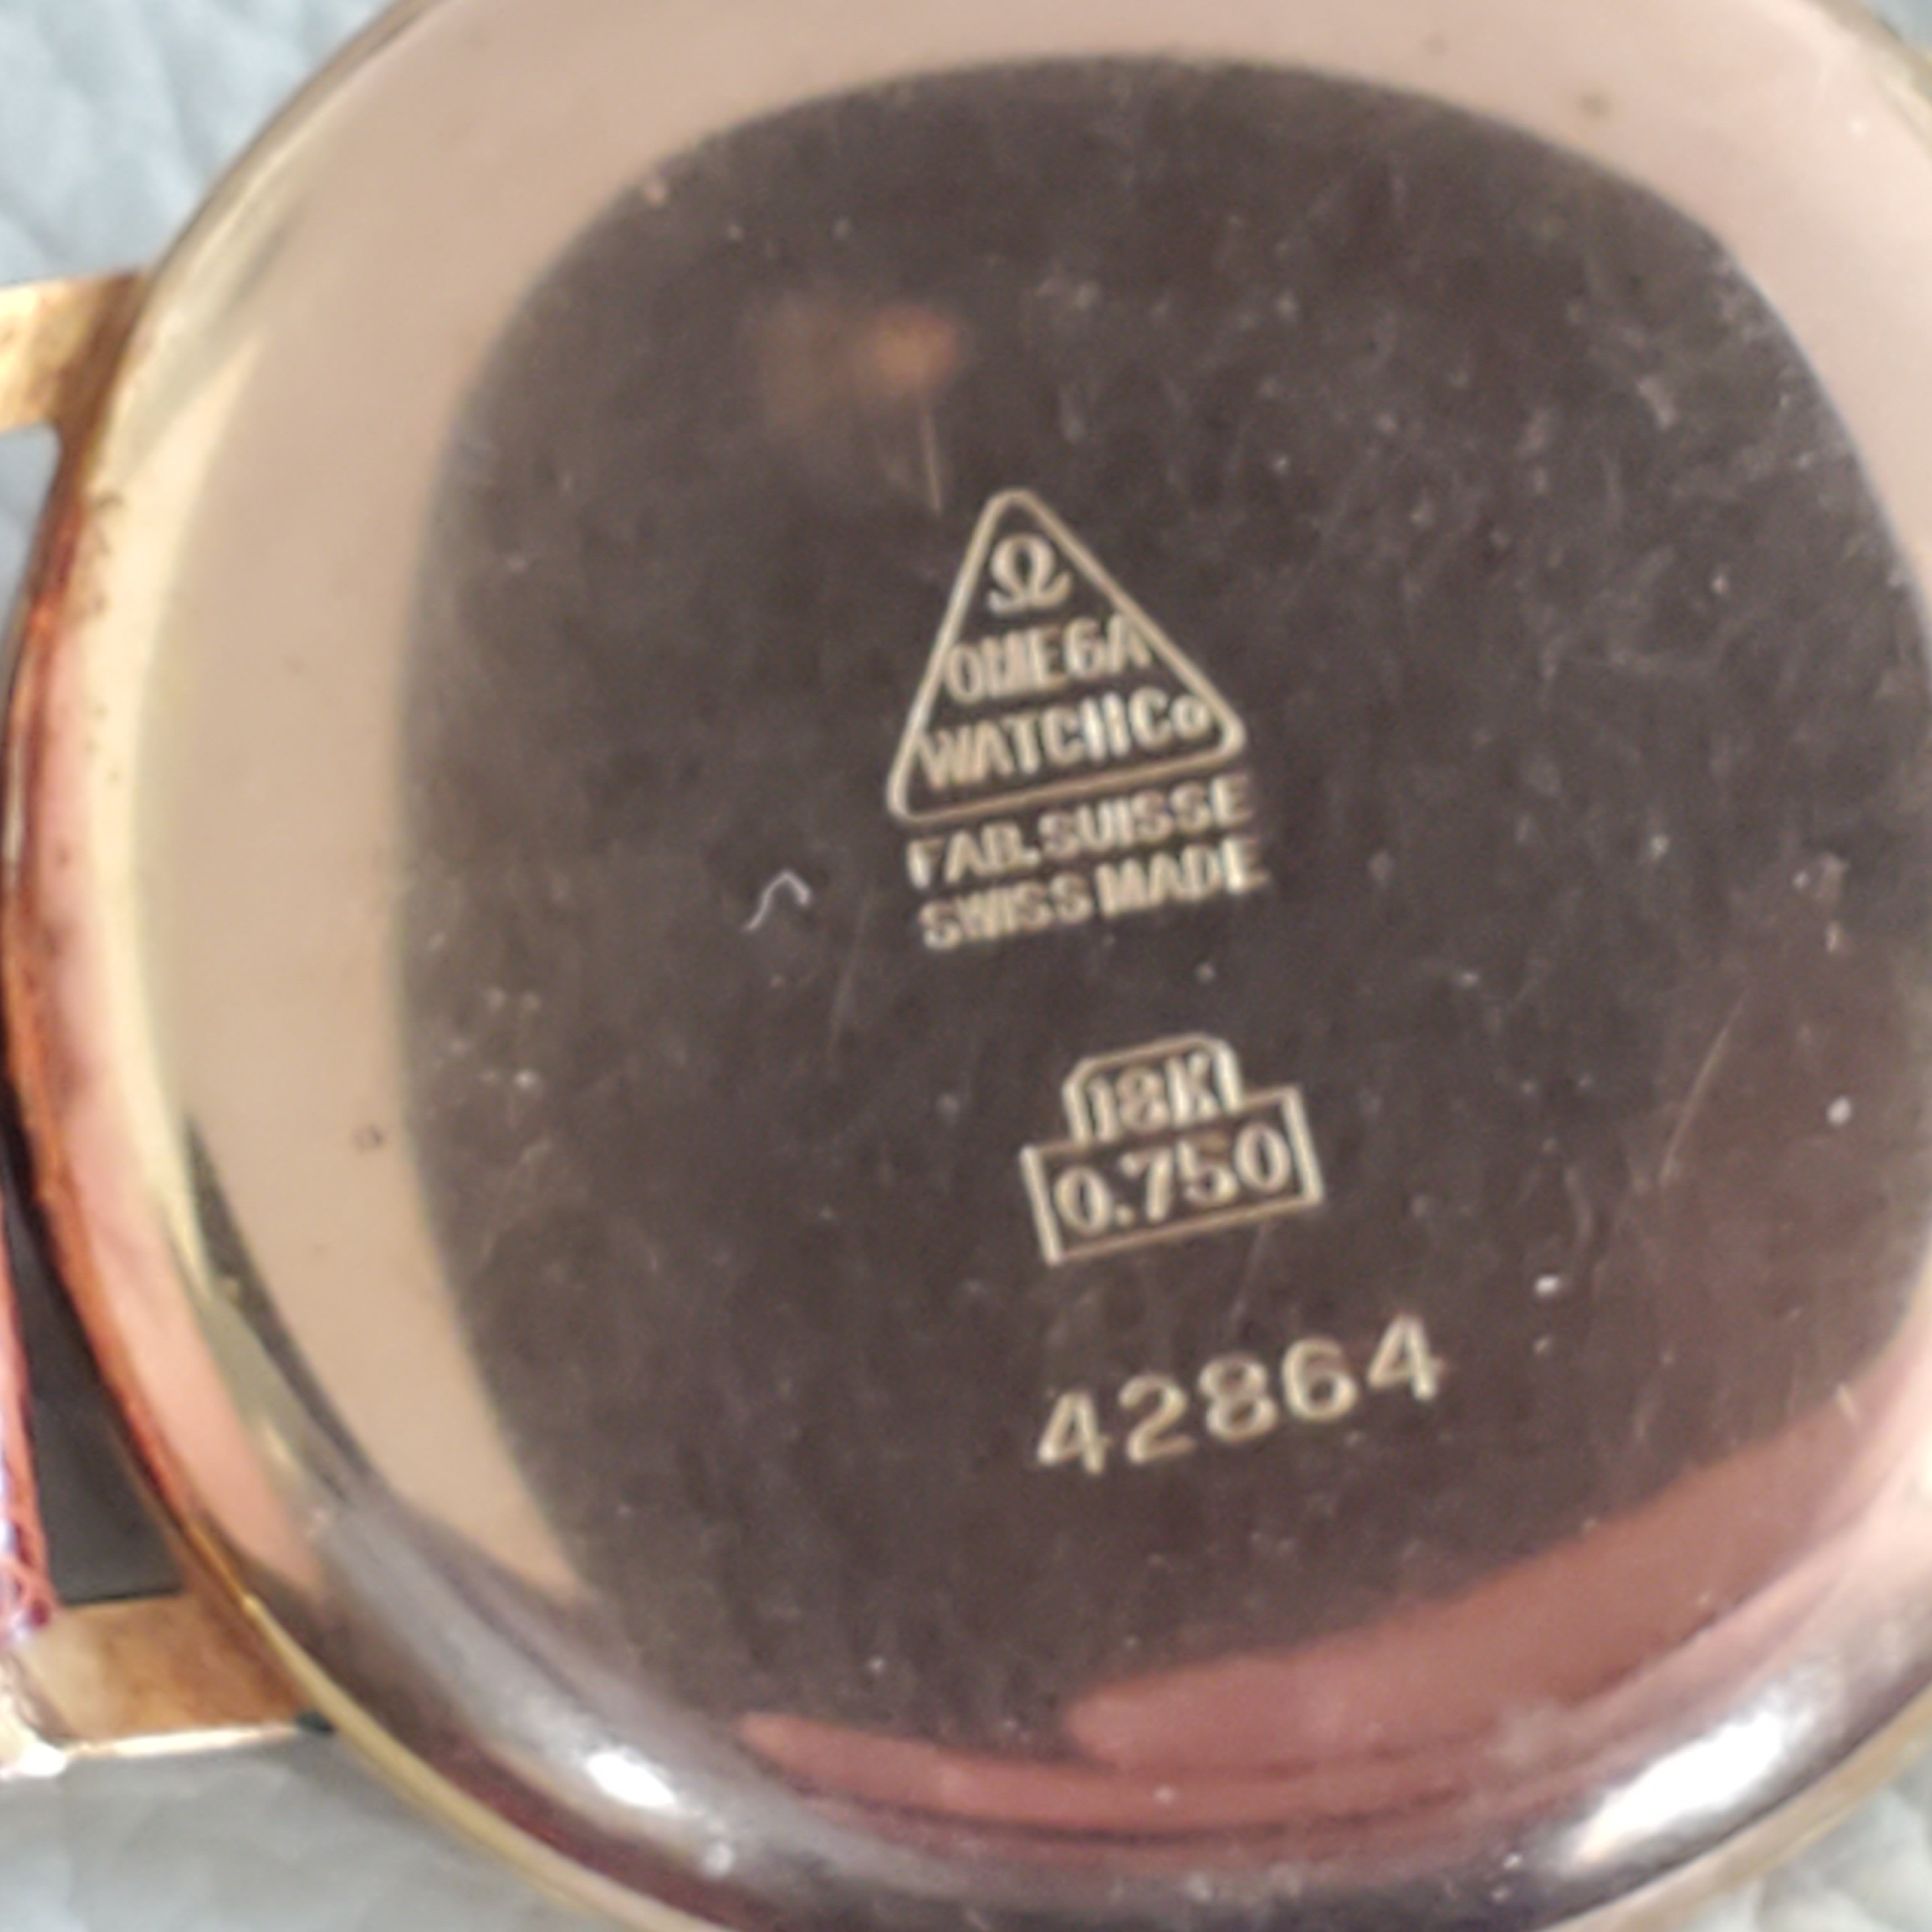 Ω
OMEGA
WATCH Co
FAB. SUISSE
SWISS MADE
18K
0.750
42864